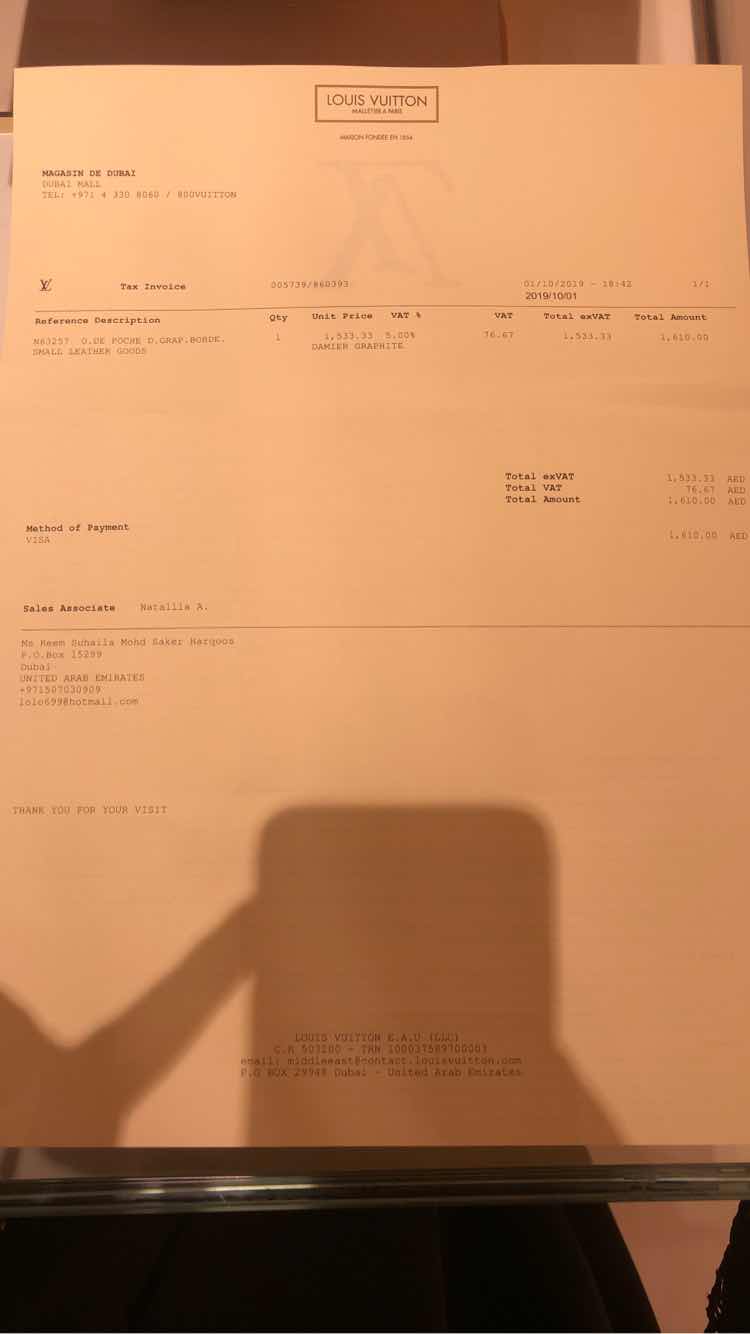 LOUIS VUITTON
MALLETIER A PARIS
MAISON FONDEE EN 1854
MAGASIN DE DUBAI
DUBAI MALL
TEL: +971 4 330 8060 / 800VUITTON
Tax Invoice 005739/860393 01/10/2019 - 18:42 1/1
2019/10/01
Reference Description Qty Unit Price VAT % VAT Total exVAT Total Amount
N63257 O.DE POCHE D.GRAP.BORDE. 1 1,533.33 5.00% 76.67 1,533.33 1,610.00
SMALL LEATHER GOODS DAMIER GRAPHITE
Total exVAT 1,533.33 AED
Total VAT 76.67 AED
Total Amount 1,610.00 AED
Method of Payment
VISA 1,610.00 AED
Sales Associate Natallia A.
Ms Reem Suhaila Mohd Saker Harqoos
P.O.Box 15299
Dubai
UNITED ARAB EMIRATES
+971507030909
lolo699@hotmail.com
THANK YOU FOR YOUR VISIT
LOUIS VUITTON E.A.U (LLC)
C.R 503200 - TRN
email: middleeast@contact.louisvuitton.com
P.O BOX 29948 Dubai - United Arab Emirates